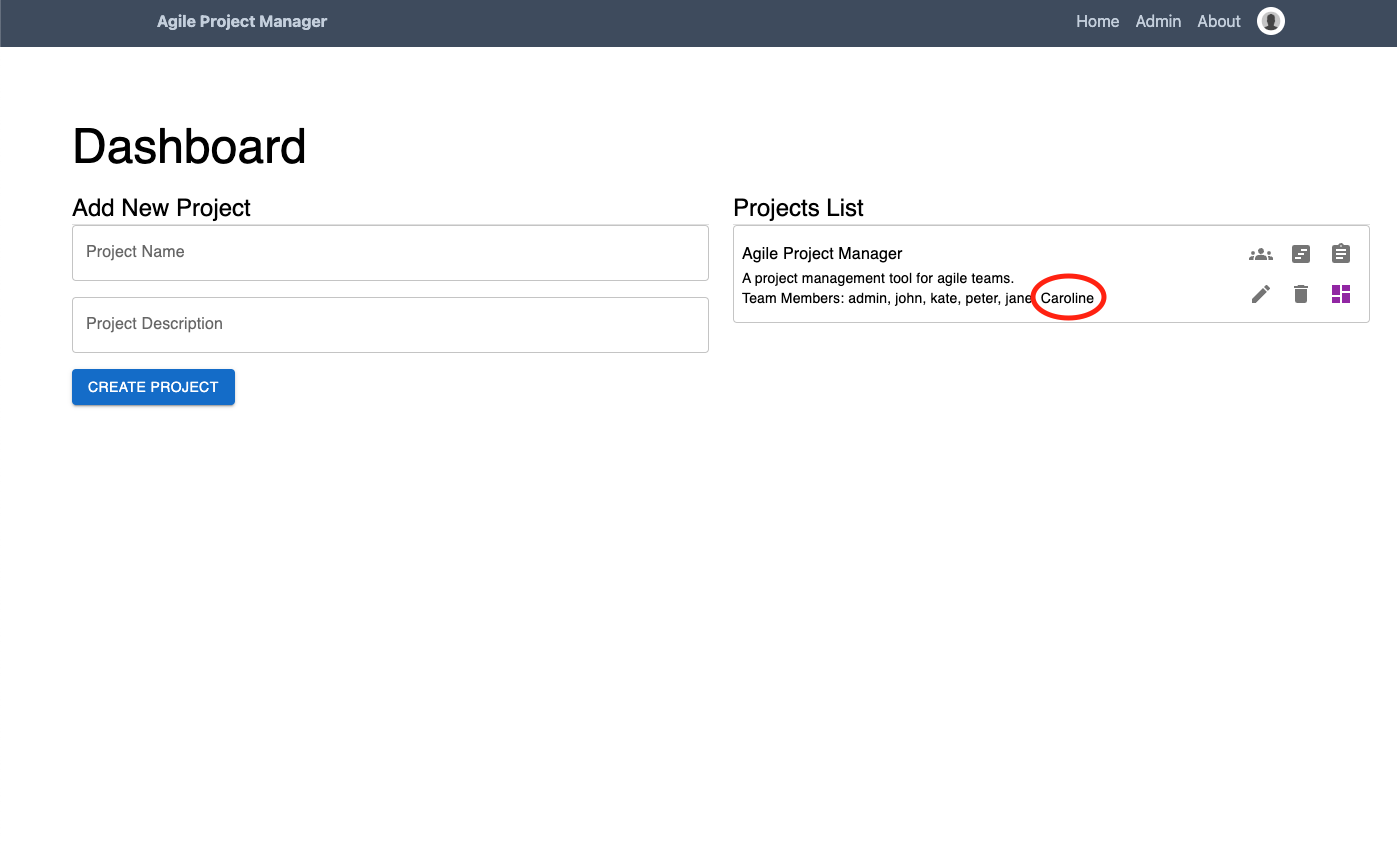 Agile Project Manager
Home Admin About
Dashboard
Add New Project
Project Name
Project Description
CREATE PROJECT
Projects List
Agile Project Manager
A project management tool for agile teams.
Team Members: admin, john, kate, peter, jane Caroline